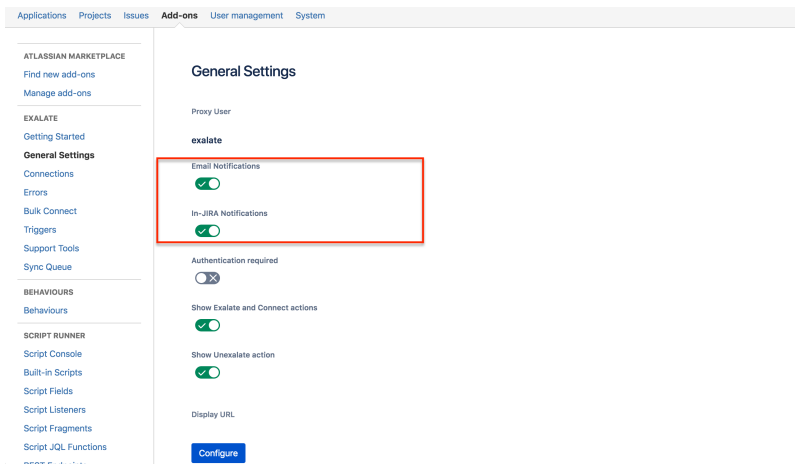 Applications Projects Issues Add-ons User management System
ATLASSIAN MARKETPLACE
Find new add-ons
Manage add-ons
EXALATE
Getting Started
General Settings
Connections
Errors
Bulk Connect
Triggers
Support Tools
Sync Queue
BEHAVIOURS
Behaviours
SCRIPT RUNNER
Script Console
Built-in Scripts
Script Fields
Script Listeners
Script Fragments
Script JQL Functions
General Settings
Proxy User
exalate
Email Notifications
In-JIRA Notifications
Authentication required
Show Exalate and Connect actions
Show Unexalate action
Display URL
Configure